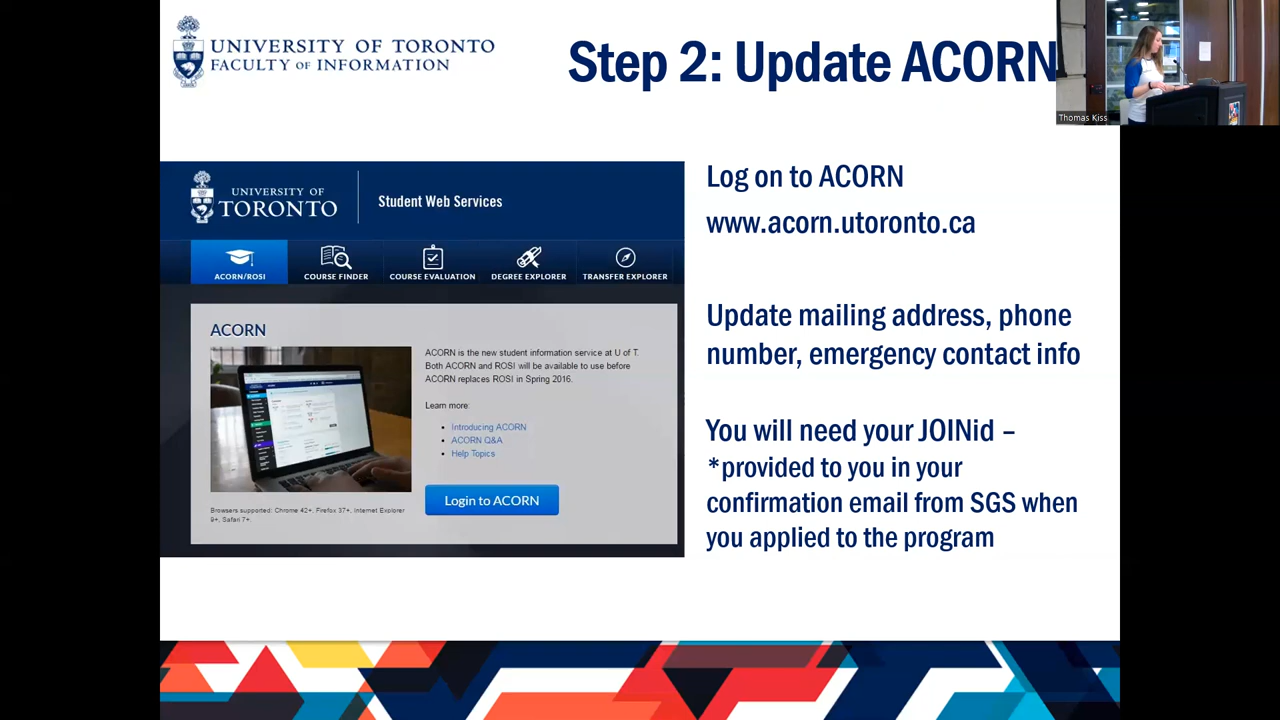 UNIVERSITY OF TORONTO
FACULTY OF INFORMATION
Step 2: Update ACORN
Thomas Kiss
UNIVERSITY OF
TORONTO
Student Web Services
ACORN/ROSI
COURSE FINDER
COURSE EVALUATION
DEGREE EXPLORER
TRANSFER EXPLORER
ACORN
ACORN is the new student information service at U of T.
Both ACORN and ROSI will be available to use before
ACORN replaces ROSI in Spring 2016.
Learn more:
• Introducing ACORN
• ACORN Q&A
• Help Topics
Login to ACORN
Browsers supported: Chrome 42+, Firefox 37+, Internet Explorer
9+, Safari 7+.
Log on to ACORN
www.acorn.utoronto.ca
Update mailing address, phone
number, emergency contact info
You will need your JOINid –
*provided to you in your
confirmation email from SGS when
you applied to the program